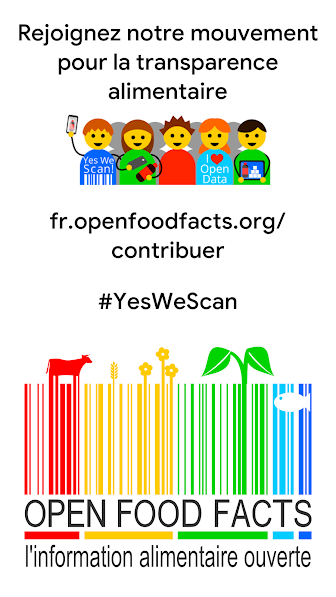 Rejoignez notre mouvement
pour la transparence
alimentaire
Yes We
Scan!
I
Open
Data
fr.openfoodfacts.org/
contribuer
#YesWeScan
OPEN FOOD FACTS
l'information alimentaire ouverte